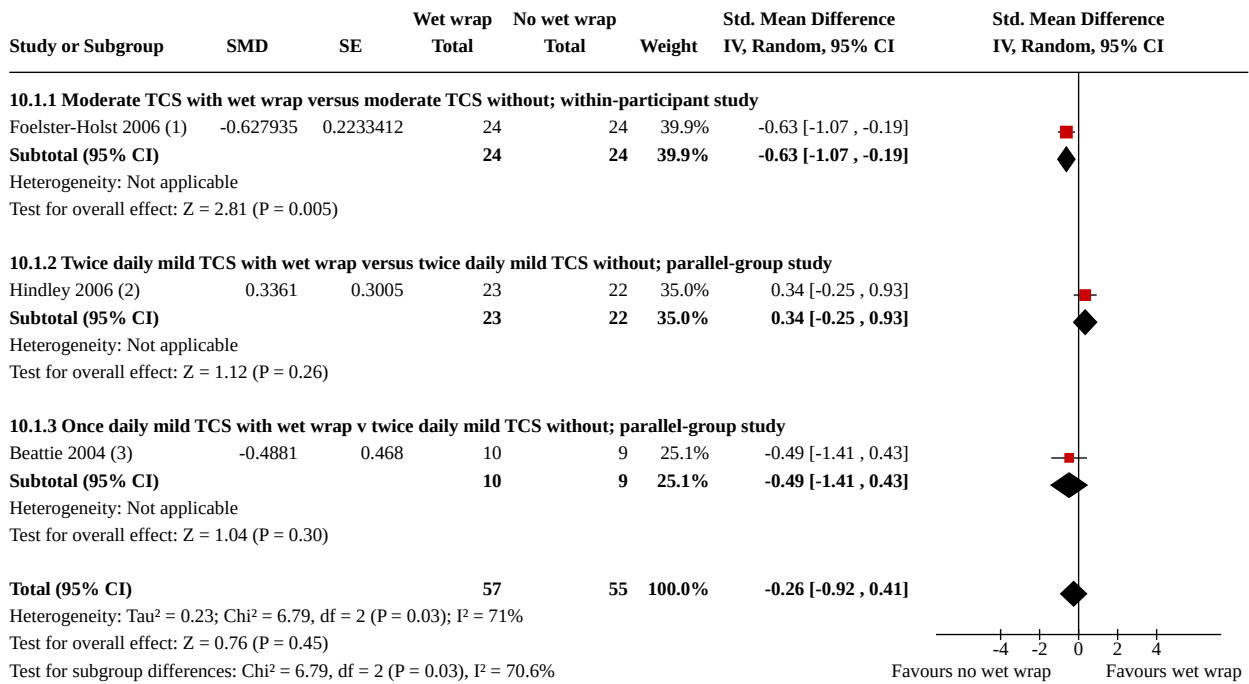 Wet wrap No wet wrap Std. Mean Difference Std. Mean Difference
Study or Subgroup SMD SE Total Total Weight IV, Random, 95% CI IV, Random, 95% CI
10.1.1 Moderate TCS with wet wrap versus moderate TCS without; within-participant study
Foelster-Holst 2006 (1) -0.627935 0.2233412 24 24 39.9% -0.63 [-1.07 , -0.19]
Subtotal (95% CI) 24 24 39.9% -0.63 [-1.07 , -0.19]
Heterogeneity: Not applicable
Test for overall effect: Z = 2.81 (P = 0.005)
10.1.2 Twice daily mild TCS with wet wrap versus twice daily mild TCS without; parallel-group study
Hindley 2006 (2) 0.3361 0.3005 23 22 35.0% 0.34 [-0.25 , 0.93]
Subtotal (95% CI) 23 22 35.0% 0.34 [-0.25 , 0.93]
Heterogeneity: Not applicable
Test for overall effect: Z = 1.12 (P = 0.26)
10.1.3 Once daily mild TCS with wet wrap v twice daily mild TCS without; parallel-group study
Beattie 2004 (3) -0.4881 0.468 10 9 25.1% -0.49 [-1.41 , 0.43]
Subtotal (95% CI) 10 9 25.1% -0.49 [-1.41 , 0.43]
Heterogeneity: Not applicable
Test for overall effect: Z = 1.04 (P = 0.30)
Total (95% CI) 57 55 100.0% -0.26 [-0.92 , 0.41]
Heterogeneity: Tau² = 0.23; Chi² = 6.79, df = 2 (P = 0.03); I² = 71%
Test for overall effect: Z = 0.76 (P = 0.45)
-4 -2 0 2 4
Test for subgroup differences: Chi² = 6.79, df = 2 (P = 0.03), I² = 70.6%
Favours no wet wrap Favours wet wrap